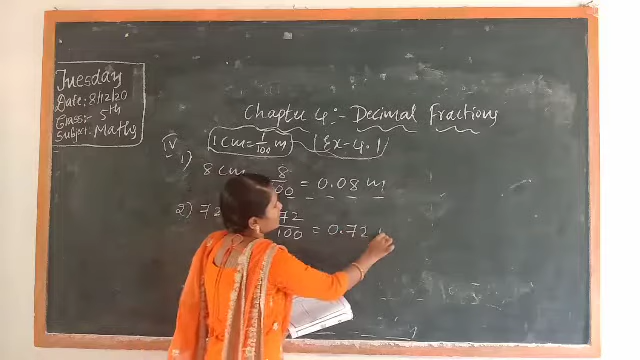 Tuesday
Date: 8/12/20
Class:- 5th
Subject:- Maths
Chapter 4:- Decimal Fractions
IV 1 cm = 1/100 m {Ex-4.1}
1) 8 cm 8/100 = 0.08 m
2) 72 72/100 = 0.72